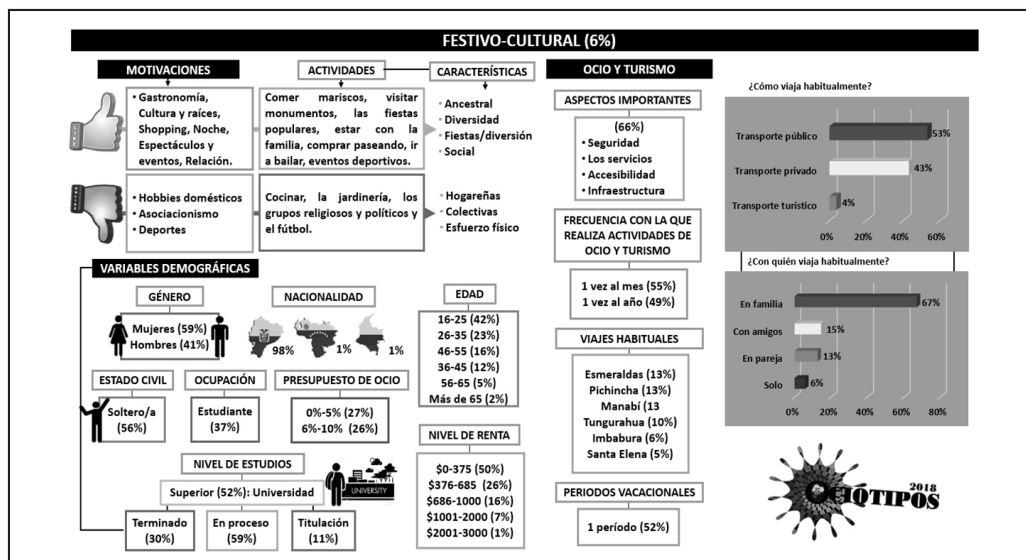 FESTIVO-CULTURAL (6%)
MOTIVACIONES
• Gastronomía,
Cultura y raíces,
Shopping, Noche,
Espectáculos y
eventos, Relación.
ACTIVIDADES
Comer mariscos, visitar
monumentos, las fiestas
populares, estar con la
familia, comprar paseando, ir
a bailar, eventos deportivos.
CARACTERÍSTICAS
• Ancestral
• Diversidad
• Fiestas/diversión
• Social
• Hobbies domésticos
• Asociacionismo
• Deportes
Cocinar, la jardinería, los
grupos religiosos y políticos y
el fútbol.
• Hogareñas
• Colectivas
• Esfuerzo físico
VARIABLES DEMOGRÁFICAS
GÉNERO
Mujeres (59%)
Hombres (41%)
NACIONALIDAD
98%
1%
1%
EDAD
16-25 (42%)
26-35 (23%)
46-55 (16%)
36-45 (12%)
56-65 (5%)
Más de 65 (2%)
ESTADO CIVIL
Soltero/a
(56%)
OCUPACIÓN
Estudiante
(37%)
PRESUPUESTO DE OCIO
0%-5% (27%)
6%-10% (26%)
NIVEL DE RENTA
$0-375 (50%)
$376-685 (26%)
$686-1000 (16%)
$1001-2000 (7%)
$2001-3000 (1%)
NIVEL DE ESTUDIOS
Superior (52%): Universidad
UNIVERSITY
Terminado
30%)
En proceso
(59%)
Titulación
(11%)
OCIO Y TURISMO
ASPECTOS IMPORTANTES
(66%)
• Seguridad
• Los servicios
• Accesibilidad
• Infraestructura
FRECUENCIA CON LA QUE
REALIZA ACTIVIDADES DE
OCIO Y TURISMO
1 vez al mes (55%)
1 vez al año (49%)
VIAJES HABITUALES
Esmeraldas (13%)
Pichincha (13%)
Manabí (13
Tungurahua (10%)
Imbabura (6%)
Santa Elena (5%)
PERIODOS VACACIONALES
1 período (52%)
¿Cómo viaja habitualmente?
Transporte público
53%
Transporte privado
43%
Transporte turístico
4%
0% 20% 40% 60%
¿Con quién viaja habitualmente?
En familia
67%
Con amigos
15%
En pareja
13%
Solo
6%
0% 20% 40% 60% 80%
2018
OCIOTIPOS